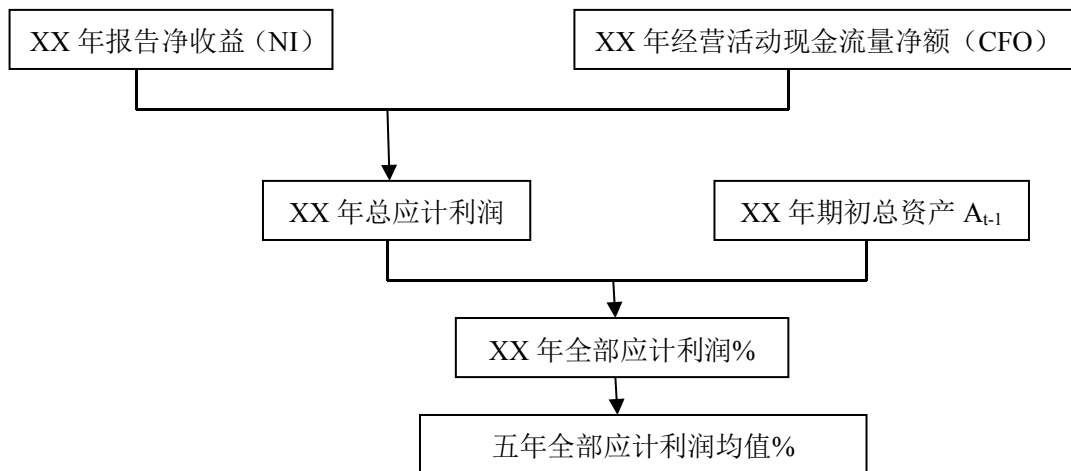 XX 年报告净收益（NI）
XX 年经营活动现金流量净额（CFO）
XX 年总应计利润
XX 年期初总资产 At-1
XX 年全部应计利润%
五年全部应计利润均值%